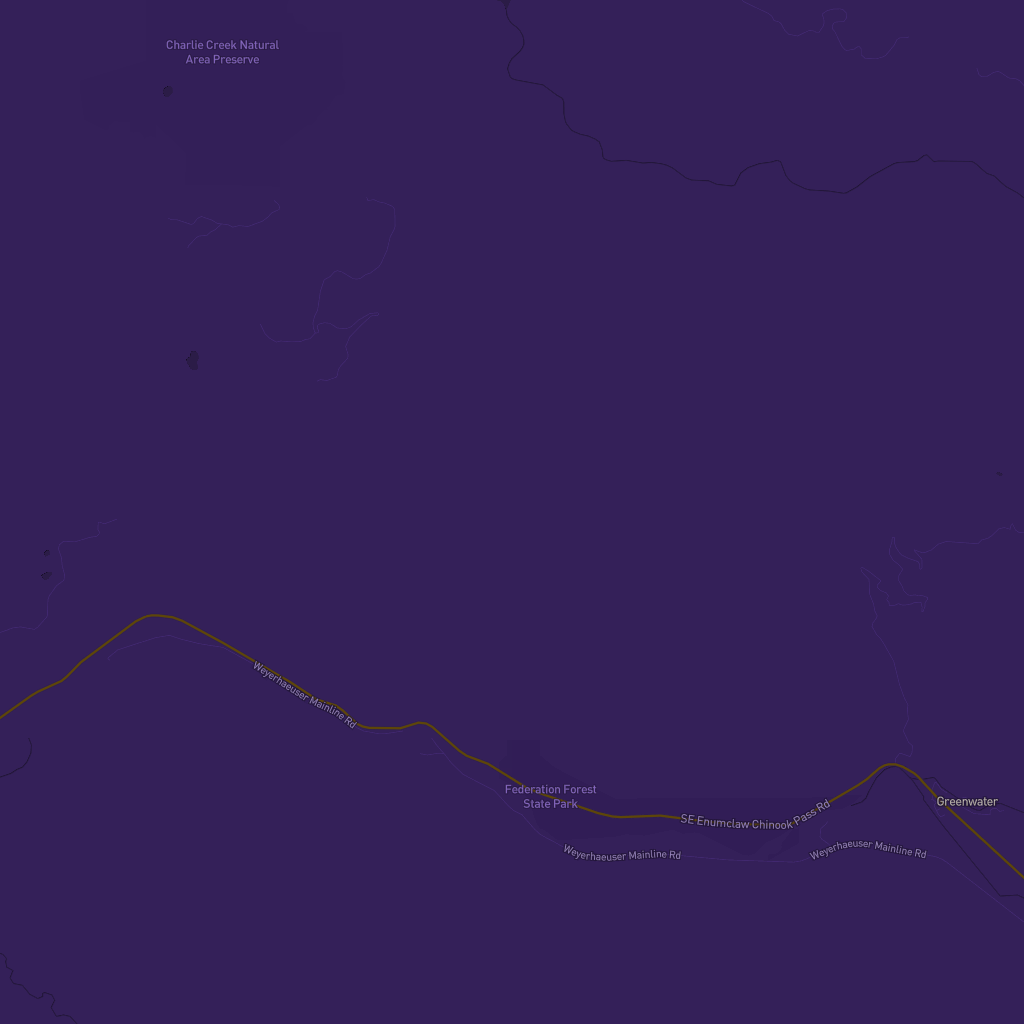 Charlie Creek Natural
Area Preserve
Weyerhaeuser Mainline Rd
Federation Forest
State Park
SE Enumclaw Chinook Pass Rd
Greenwater
Weyerhaeuser Mainline Rd
Weyerhaeuser Mainline Rd